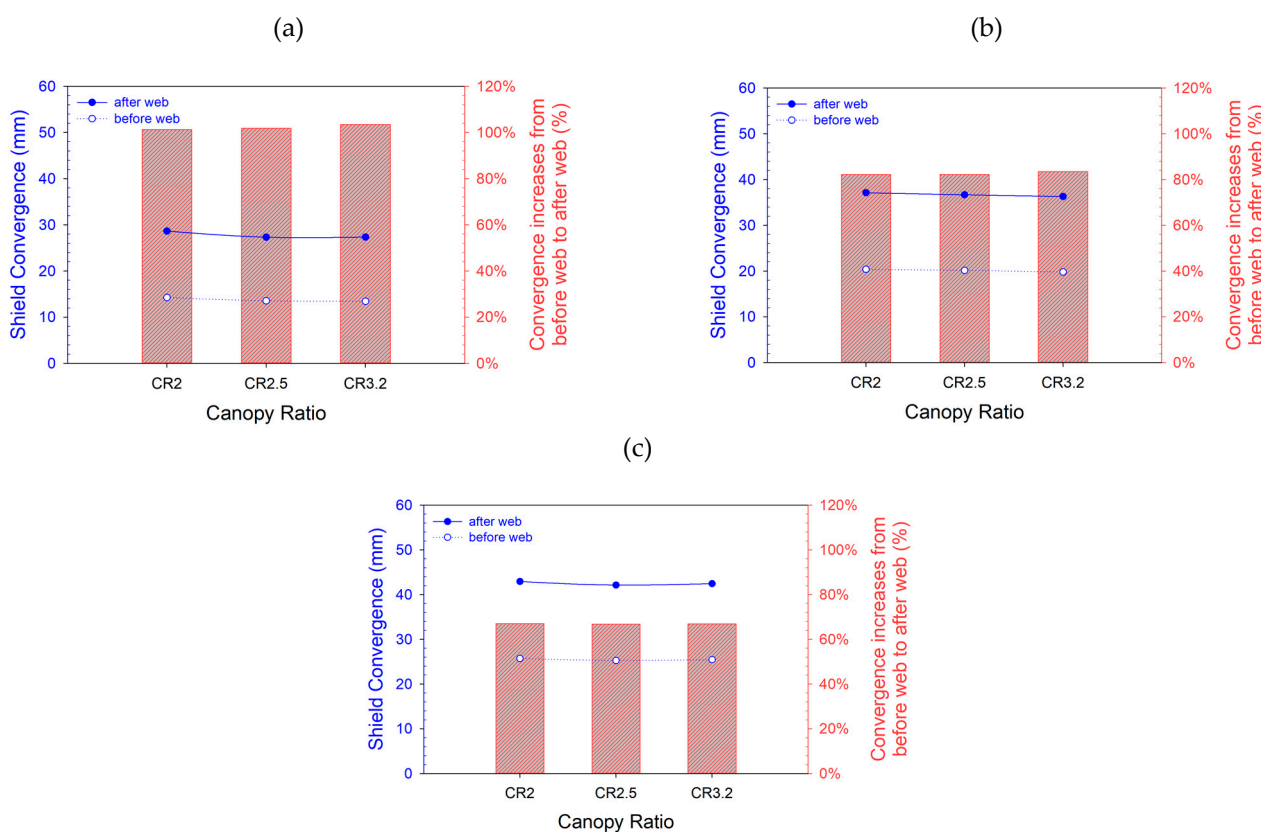 (a)
60
50
40
30
20
10
0
Shield Convergence (mm)
after web
before web
120%
100%
80%
60%
40%
20%
0%
Convergence increases from
before web to after web (%)
CR2
CR2.5
CR3.2
Canopy Ratio
(b)
60
50
40
30
20
10
0
Shield Convergence (mm)
after web
before web
120%
100%
80%
60%
40%
20%
0%
Convergence increases from
before web to after web (%)
CR2
CR2.5
CR3.2
Canopy Ratio
(c)
60
50
40
30
20
10
0
Shield Convergence (mm)
after web
before web
120%
100%
80%
60%
40%
20%
0%
Convergence increases from
before web to after web (%)
CR2
CR2.5
CR3.2
Canopy Ratio